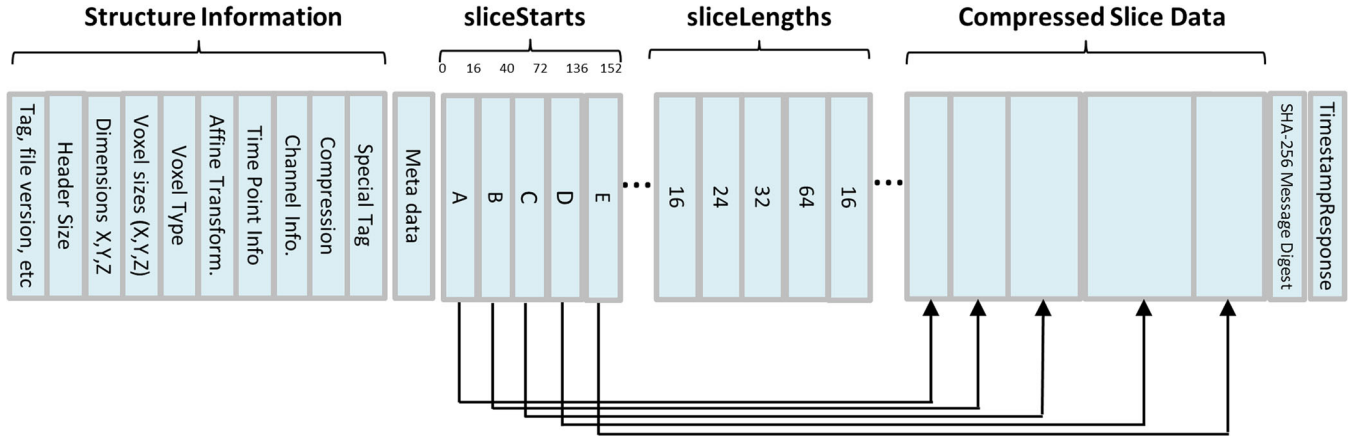 Structure Information
sliceStarts
sliceLengths
Compressed Slice Data
0 16 40 72 136 152
Tag, file version, etc
Header Size
Dimensions X,Y,Z
Voxel sizes (X,Y,Z)
Voxel Type
Affine Transform.
Time Point Info
Channel Info.
Compression
Special Tag
Meta data
A
B
C
D
E
...
16
24
32
64
16
...
SHA-256 Message Digest
TimestampResponse